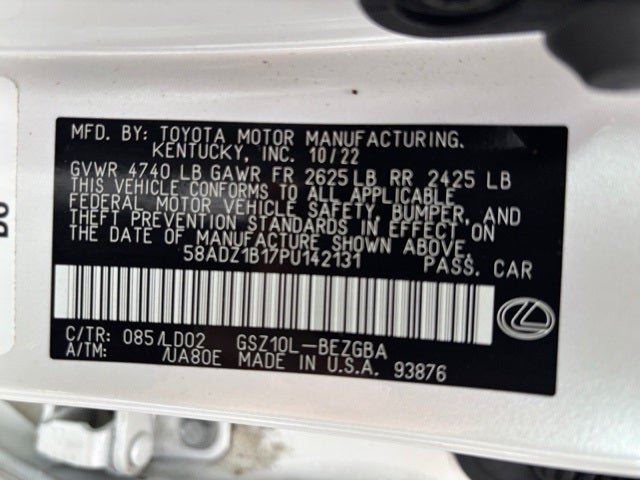 MFD. BY: TOYOTA MOTOR MANUFACTURING.
KENTUCKY, INC. 10/22
GVWR 4740 LB GAWR FR 2625 LB RR 2425 LB
THIS VEHICLE CONFORMS TO ALL APPLICABLE
FEDERAL MOTOR VEHICLE SAFETY, BUMPER, AND
THEFT PREVENTION STANDARDS IN EFFECT ON
THE DATE OF MANUFACTURE SHOWN ABOVE.
58ADZ1B17PU142131 PASS. CAR
C/TR: 085/LD02 GSZ10L-BEZGBA
A/TM: /UA80E MADE IN U.S.A. 93876